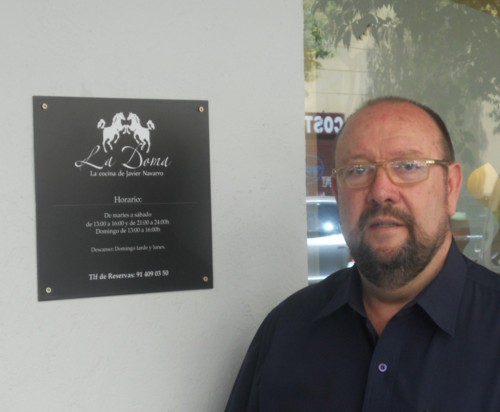 La Doma
La cocina de Javier Navarro
Horario:
De martes a sábado
de 13:00 a 16:00 y de 21:00 a 24:00h
Domingo de 13:00 a 16:00h
Descanso: Domingo tarde y lunes
Tlf de Reservas: 91 409 03 50
COST